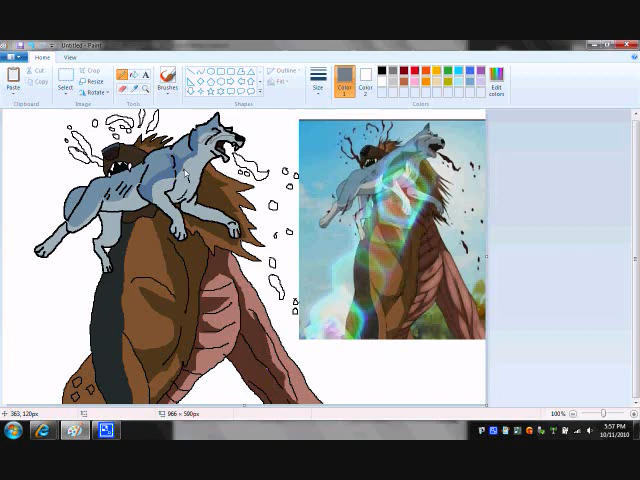 Untitled - Paint
Home View
Paste
Cut
Copy
Clipboard
Select
Crop
Resize
Rotate
Image
A
Tools
Brushes
Outline
Fill
Shapes
Size
Color 1
Color 2
Edit colors
Colors
363, 120px
966 × 590px
100%
5:57 PM
10/11/2010